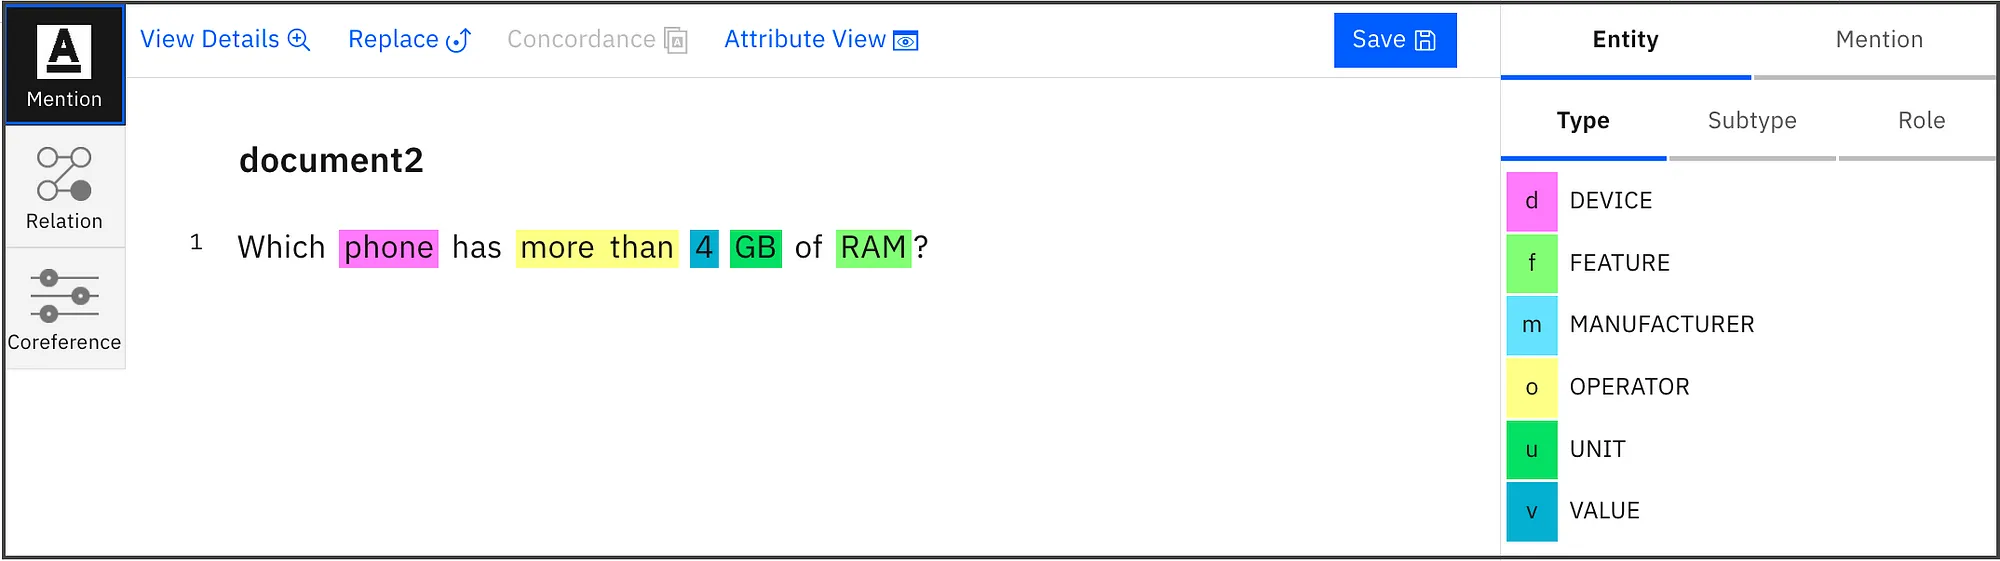 A
Mention
Relation
Coreference
View Details Replace Concordance A Attribute View Save
document2
1 Which phone has more than 4 GB of RAM?
Entity Mention
Type Subtype Role
d DEVICE
f FEATURE
m MANUFACTURER
o OPERATOR
u UNIT
v VALUE